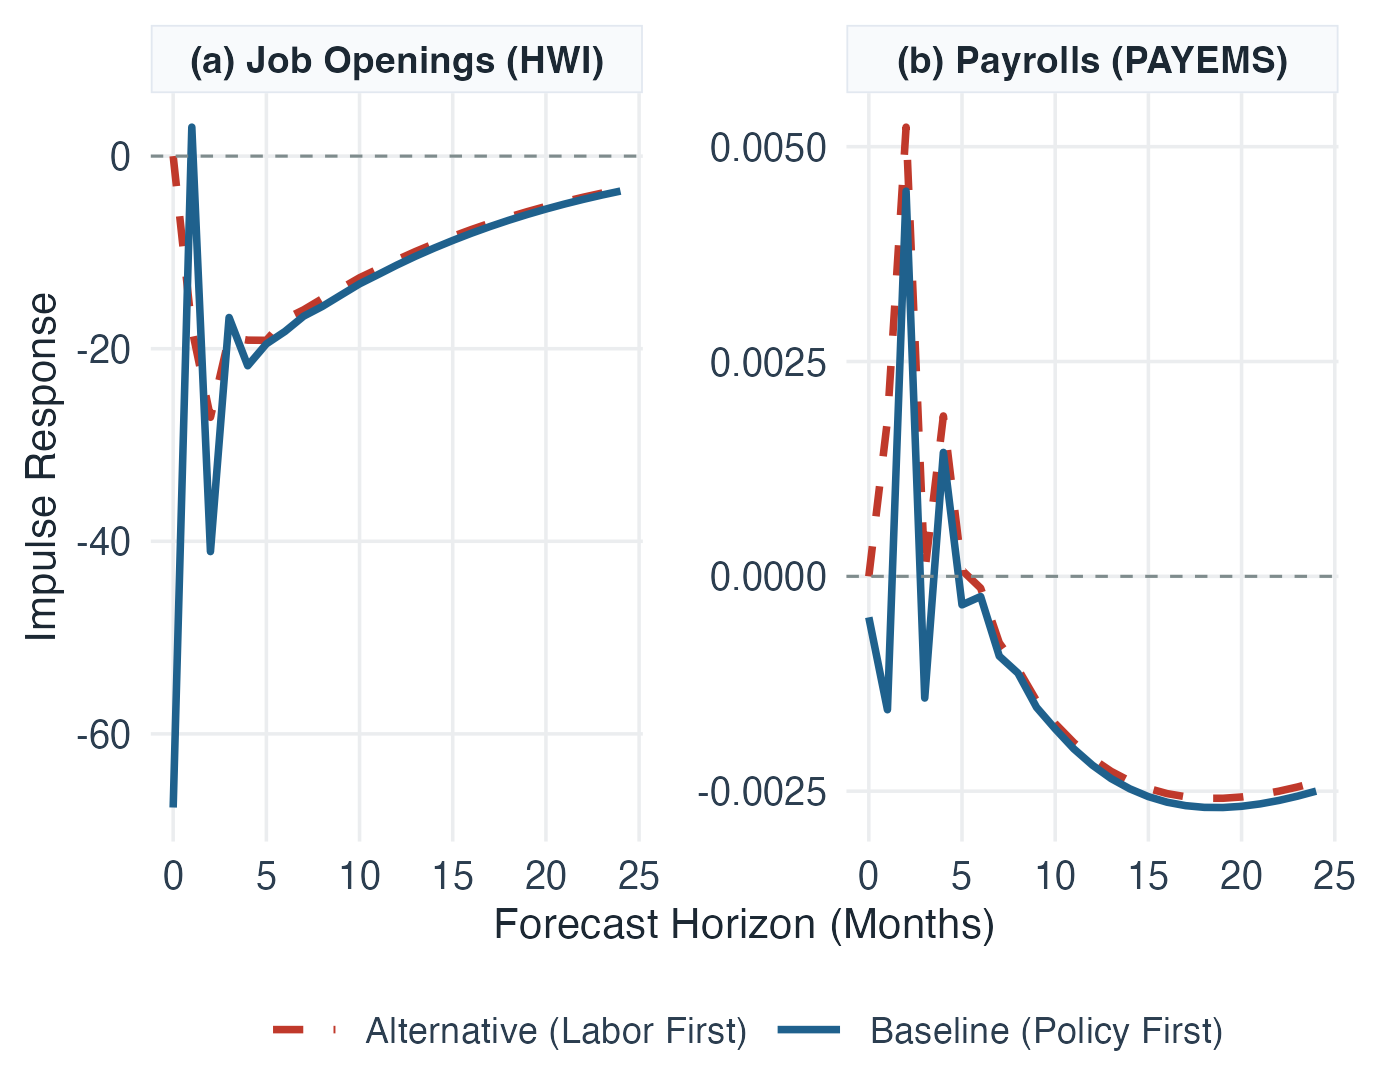 (a) Job Openings (HWI)
(b) Payrolls (PAYEMS)
Impulse Response
0
-20
-40
-60
0.0050
0.0025
0.0000
-0.0025
0 5 10 15 20 25
0 5 10 15 20 25
Forecast Horizon (Months)
Alternative (Labor First)
Baseline (Policy First)